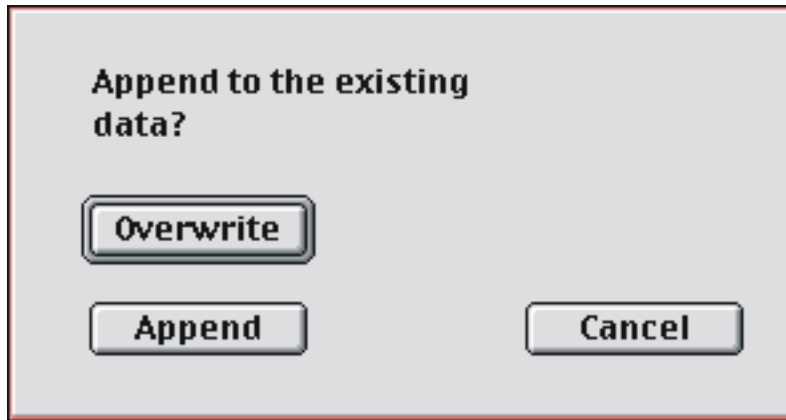 Append to the existing
data?
Overwrite
Append
Cancel